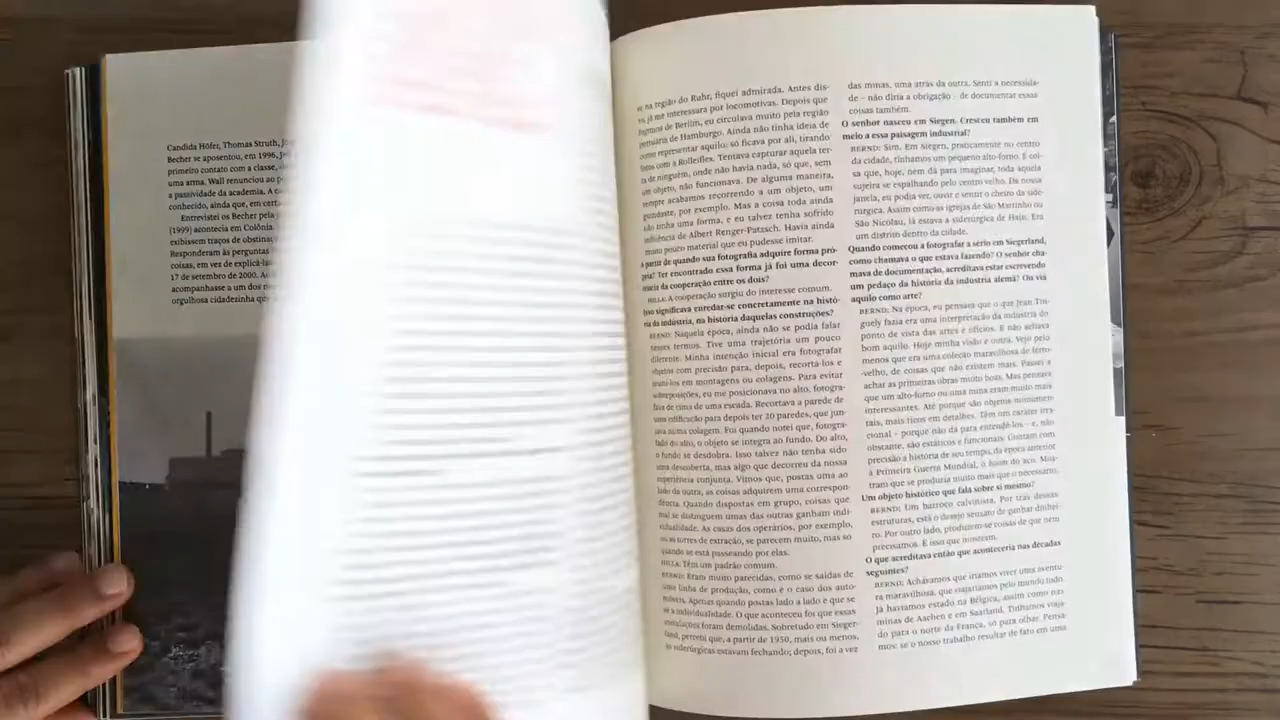 Candida Höfer, Thomas Struth,
Becher se aposentou, em 1996,
primeiro contato com a classe,
uma arma. Wall renunciou ao
a passividade da academia. A
conhecido, ainda que, em
Entrevistei os Becher pela
(1999) acontecia em Colônia.
exibissem traços de
Responderam às perguntas
coisas, em vez de
17 de setembro de 2000.
acompanhasse a um dos
orgulhosa cidadezinha
se na região do Ruhr, fiquei admirada. Antes dis-
so, já me interessara por locomotivas. Depois que
fugimos de Berlim, eu circulava muito pela região
portuária de Hamburgo. Ainda não tinha ideia de
como representar aquilo: só ficava por ali, tirando
fotos com a Rolleiflex. Tentava capturar aquela ter-
ra de ninguém, onde não havia nada, só que, sem
um objeto, não funcionava. De alguma maneira,
sempre acabamos recorrendo a um objeto, um
guindaste, por exemplo. Mas a coisa toda ainda
não tinha uma forma, e eu talvez tenha sofrido
influência de Albert Renger-Patzsch. Havia ainda
muito pouco material que eu pudesse imitar.
A partir de quando sua fotografia adquire forma pró-
pria? Ter encontrado essa forma já foi uma decor-
rência da cooperação entre os dois?
HILLA: A cooperação surgiu do interesse comum.
Isso significava enredar-se concretamente na histó-
ria da indústria, na história daquelas construções?
BERND: Naquela época, ainda não se podia falar
nesses termos. Tive uma trajetória um pouco
diferente. Minha intenção inicial era fotografar
objetos com precisão para, depois, recortá-los e
reuni-los em montagens ou colagens. Para evitar
sobreposições, eu me posicionava no alto, fotogra-
fava de cima de uma escada. Recortava a parede de
uma edificação para depois ter 20 paredes, que jun-
tava numa colagem. Foi quando notei que, fotogra-
fado do alto, o objeto se integra ao fundo. Do alto,
o fundo se desdobra. Isso talvez não tenha sido
uma descoberta, mas algo que decorreu da nossa
experiência conjunta. Vimos que, postas uma ao
lado da outra, as coisas adquirem uma correspon-
dência. Quando dispostas em grupo, coisas que
mal se distinguem umas das outras ganham indi-
vidualidade. As casas dos operários, por exemplo,
ou as torres de extração, se parecem muito, mas só
quando se está passeando por elas.
HILLA: Têm um padrão comum.
BERND: Eram muito parecidas, como se saídas de
uma linha de produção, como é o caso dos auto-
móveis. Apenas quando postas lado a lado é que se
vê a individualidade. O que aconteceu foi que essas
instalações foram demolidas. Sobretudo em Sieger-
land, percebi que, a partir de 1950, mais ou menos,
as siderúrgicas estavam fechando; depois, foi a vez
das minas, uma atrás da outra. Senti a necessida-
de – não diria a obrigação – de documentar essas
coisas também.
O senhor nasceu em Siegen. Cresceu também em
meio a essa paisagem industrial?
BERND: Sim. Em Siegen, praticamente no centro
da cidade, tínhamos um pequeno alto-forno. É coi-
sa que, hoje, nem dá para imaginar, toda aquela
sujeira se espalhando pelo centro velho. Da nossa
janela, eu podia ver, ouvir e sentir o cheiro da side-
rúrgica. Assim como as igrejas de São Martinho ou
São Nicolau, lá estava a siderúrgica de Hain. Era
um distrito dentro da cidade.
Quando começou a fotografar a sério em Siegerland,
como chamava o que estava fazendo? O senhor cha-
mava de documentação, acreditava estar escrevendo
um pedaço da história da indústria alemã? Ou via
aquilo como arte?
BERND: Na época, eu pensava que o que Jean Tin-
guely fazia era uma interpretação da indústria do
ponto de vista das artes e ofícios. E não achava
bom aquilo. Hoje minha visão é outra. Vejo pelo
menos que era uma coleção maravilhosa de ferro-
-velho, de coisas que não existem mais. Passei a
achar as primeiras obras muito boas. Mas pensava
que um alto-forno ou uma mina eram muito mais
interessantes. Até porque são objetos monumen-
tais, mais ricos em detalhes. Têm um caráter irra-
cional – porque não dá para entendê-los – e, não
obstante, são estáticos e funcionais. Contam com
precisão a história de seu tempo, da época anterior
à Primeira Guerra Mundial, o boom do aço. Mos-
tram que se produzia muito mais que o necessário.
Um objeto histórico que fala sobre si mesmo?
BERND: Um barroco calvinista. Por trás dessas
estruturas, está o desejo sensato de ganhar dinhei-
ro. Por outro lado, produzem-se coisas de que nem
precisamos. É isso que mostram.
O que acreditava então que aconteceria nas décadas
seguintes?
BERND: Achávamos que iríamos viver uma aventu-
ra maravilhosa, que viajaríamos pelo mundo todo.
Já havíamos estado na Bélgica, assim como nas
minas de Aachen e em Saarland. Tínhamos viaja-
do para o norte da França, só para olhar. Pensa-
mos: se o nosso trabalho resultar de fato em uma